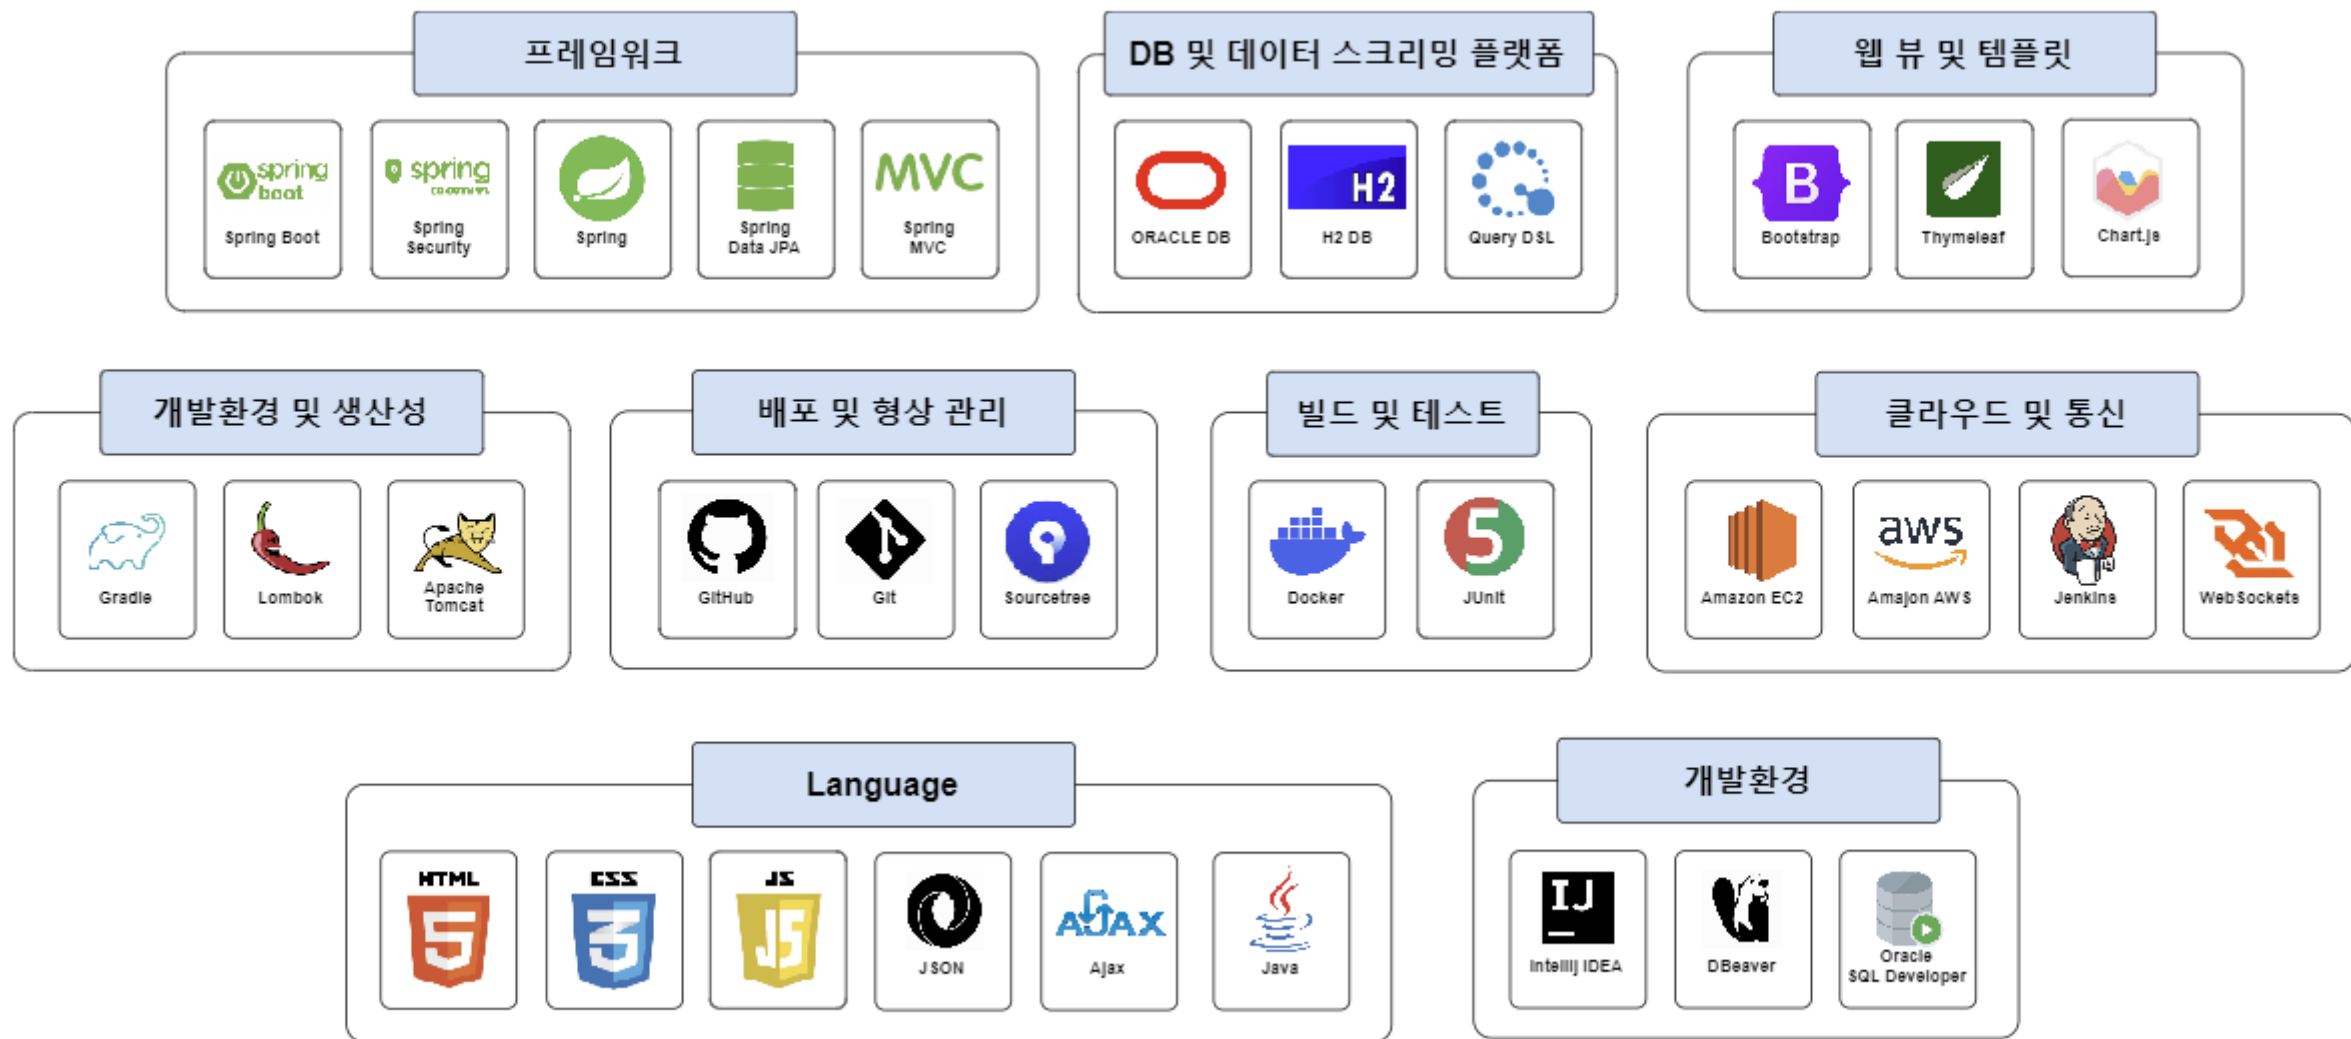 프레임워크
DB 및 데이터 스크리밍 플랫폼
웹 뷰 및 템플릿
spring
boot
Spring Boot
spring
Spring
Security
Spring
Spring
Data JPA
MVC
Spring
MVC
ORACLE DB
H2
H2 DB
Query DSL
B
Bootstrap
Thymeleaf
Chart.js
개발환경 및 생산성
배포 및 형상 관리
빌드 및 테스트
클라우드 및 통신
Gradle
Lombok
Apache
Tomcat
GitHub
Git
Sourcetree
Docker
5
JUnit
Amazon EC2
aws
Amajon AWS
Jenkins
WebSockets
Language
개발환경
HTML
5
CSS
3
JS
JS
JSON
AJAX
Ajax
Java
IJ
Intellij IDEA
DBeaver
Oracle
SQL Developer